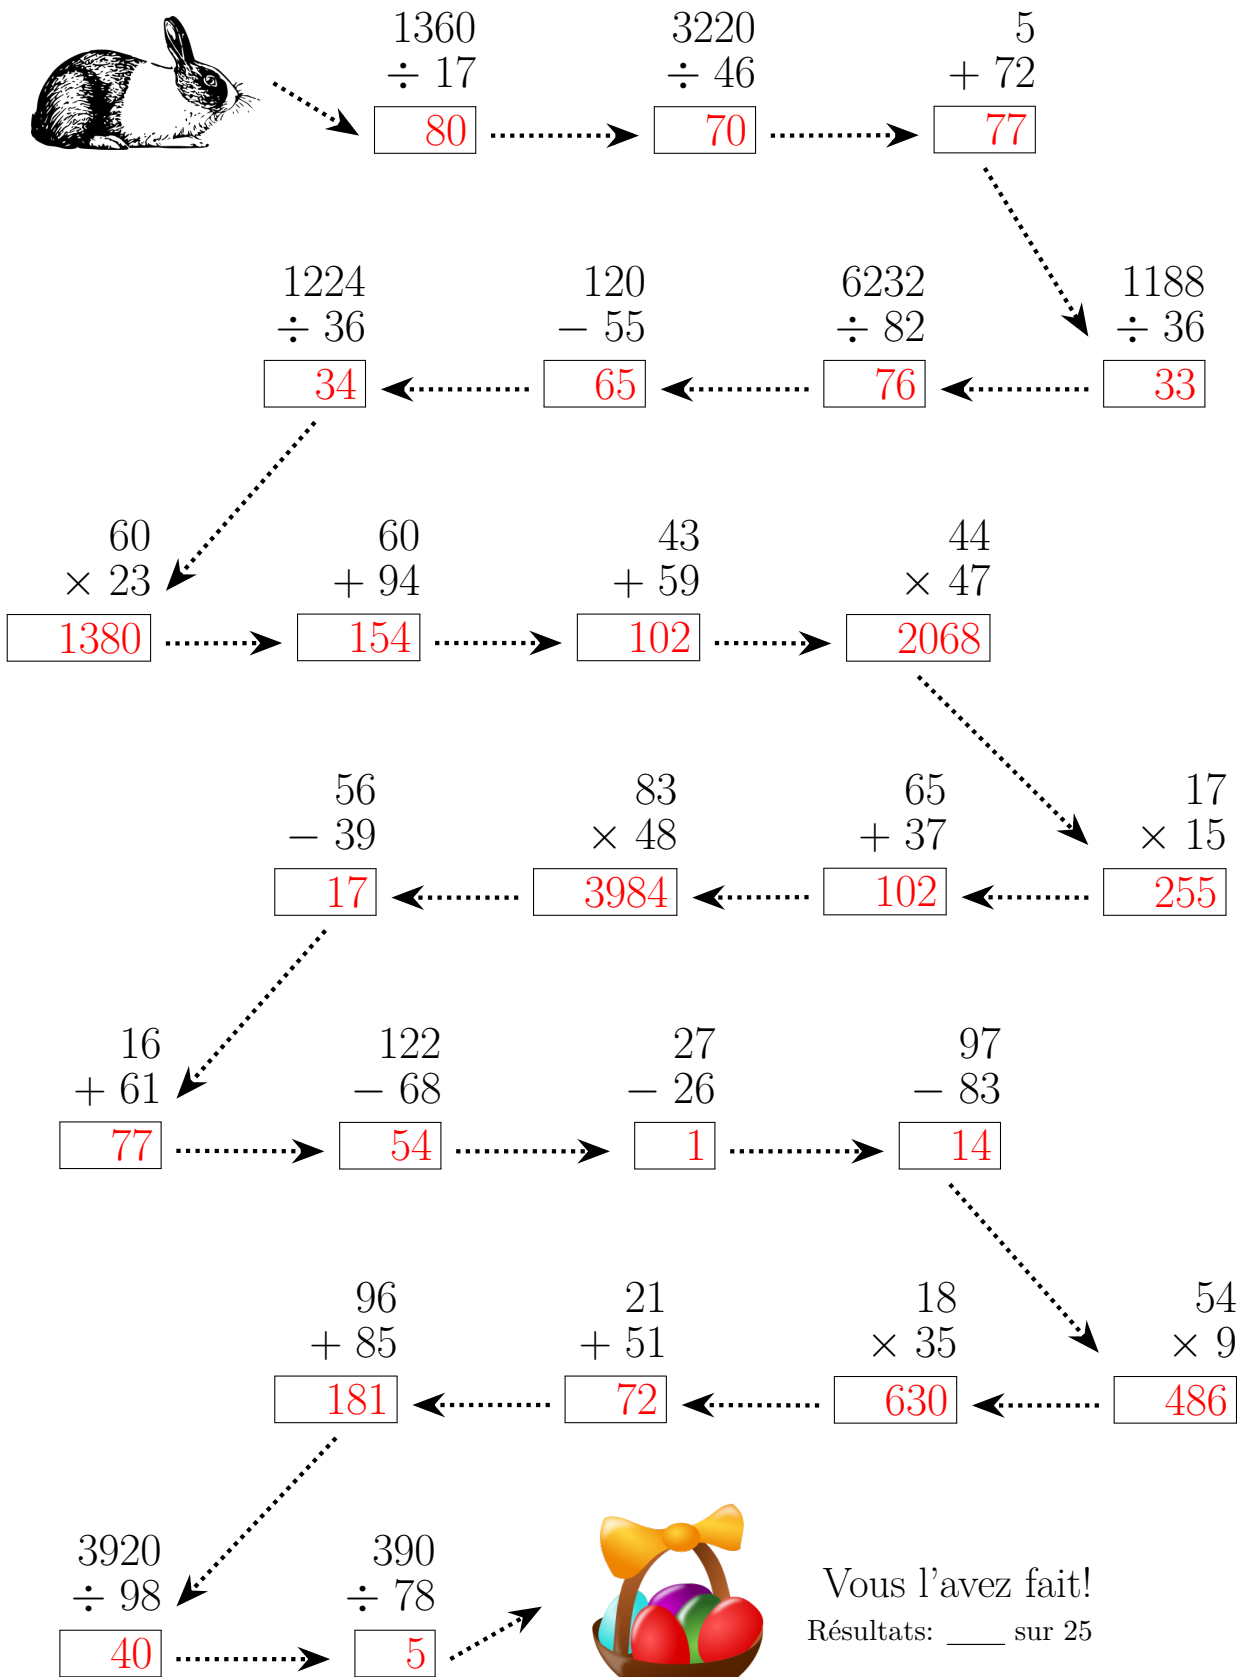 1360 3220 5
÷ 17 ÷ 46 + 72
80 70 77
1224 120 6232 1188
÷ 36 − 55 ÷ 82 ÷ 36
34 65 76 33
60 60 43 44
× 23 + 94 + 59 × 47
1380 154 102 2068
56 83 65 17
− 39 × 48 + 37 × 15
17 3984 102 255
16 122 27 97
+ 61 − 68 − 26 − 83
77 54 1 14
96 21 18 54
+ 85 + 51 × 35 × 9
181 72 630 486
3920 390
÷ 98 ÷ 78
40 5
Vous l'avez fait!
Résultats: ____ sur 25